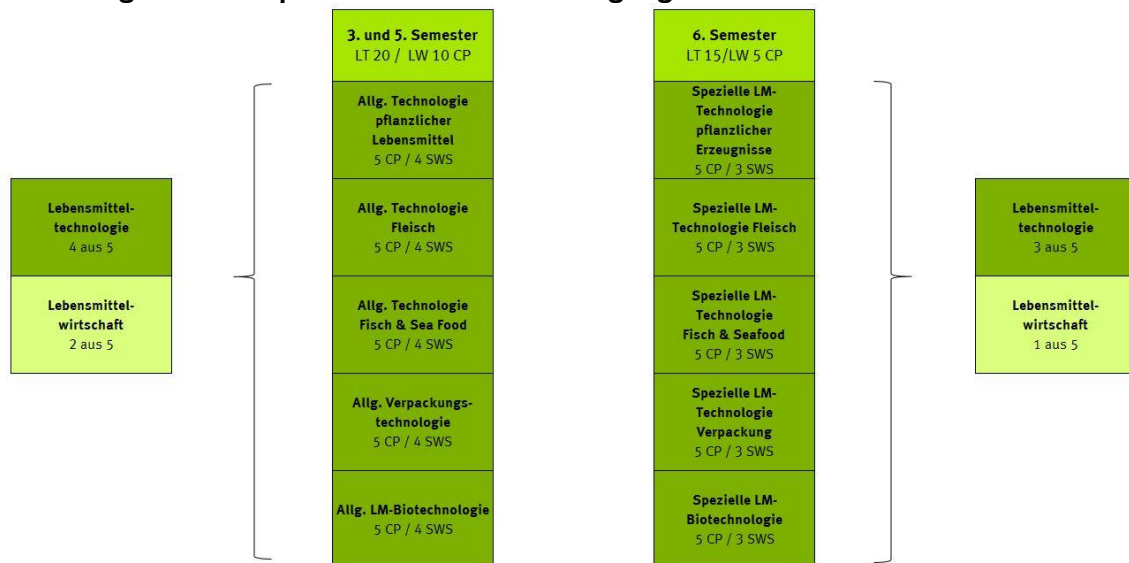 3. und 5. Semester
LT 20 / LW 10 CP
Allg. Technologie
pflanzlicher
Lebensmittel
5 CP / 4 SWS
Allg. Technologie
Fleisch
5 CP / 4 SWS
Allg. Technologie
Fisch & Sea Food
5 CP / 4 SWS
Allg. Verpackungs-
technologie
5 CP / 4 SWS
Allg. LM-Biotechnologie
5 CP / 4 SWS
6. Semester
LT 15/LW 5 CP
Spezielle LM-
Technologie
pflanzlicher
Erzeugnisse
5 CP / 3 SWS
Spezielle LM-
Technologie Fleisch
5 CP / 3 SWS
Spezielle LM-
Technologie
Fisch & Seafood
5 CP / 3 SWS
Spezielle LM-
Technologie
Verpackung
5 CP / 3 SWS
Spezielle LM-
Biotechnologie
5 CP / 3 SWS
Lebensmittel-
technologie
4 aus 5
Lebensmittel-
wirtschaft
2 aus 5
Lebensmittel-
technologie
3 aus 5
Lebensmittel-
wirtschaft
1 aus 5